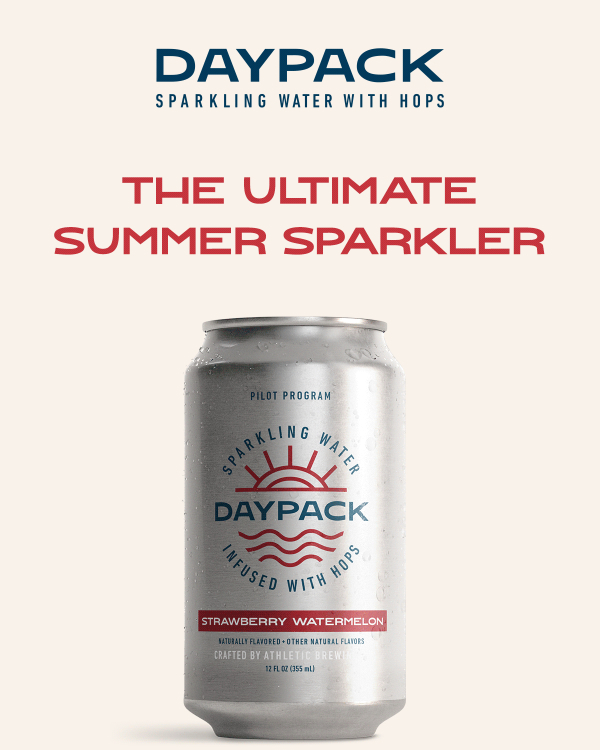 DAYPACK
SPARKLING WATER WITH HOPS
THE ULTIMATE
SUMMER SPARKLER
PILOT PROGRAM
SPARKLING WATER
DAYPACK
INFUSED WITH HOPS
STRAWBERRY WATERMELON
NATURALLY FLAVORED • OTHER NATURAL FLAVORS
CRAFTED BY ATHLETIC
12 FL OZ (355 mL)